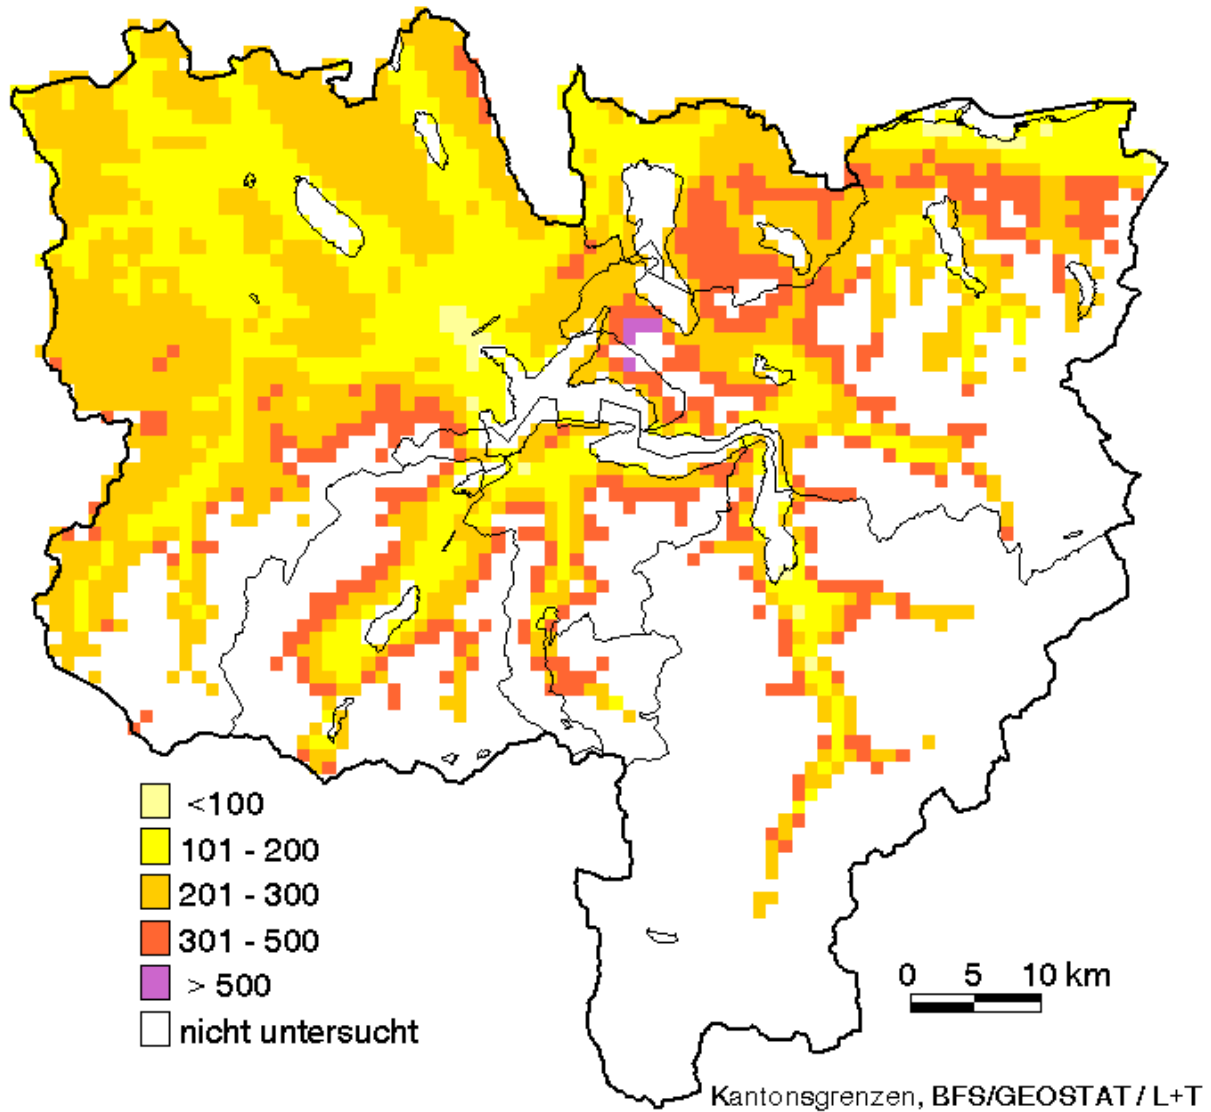 <100
101 - 200
201 - 300
301 - 500
> 500
nicht untersucht
0 5 10 km
Kantonsgrenzen, BFS/GEOSTAT / L+T